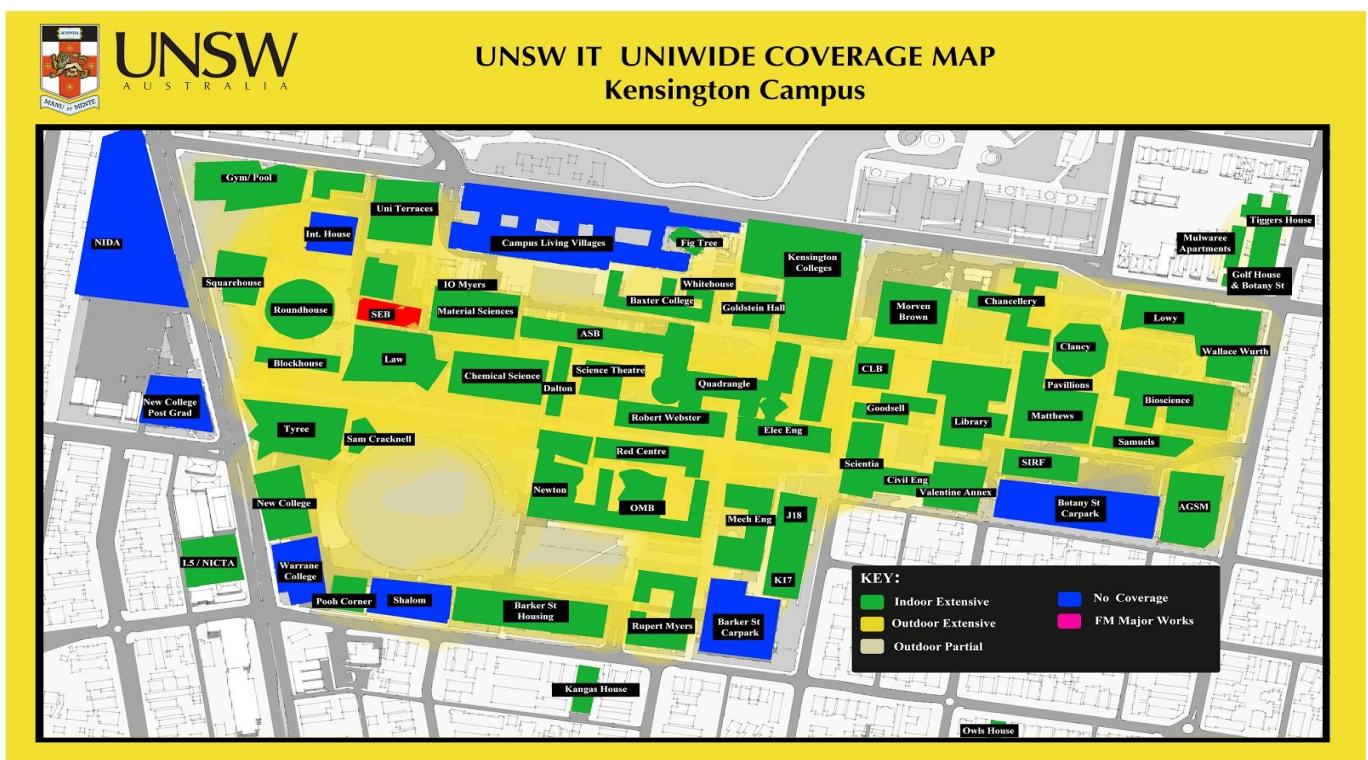 UNSW
AUSTRALIA
SCIENTIA
MANU ET MENTE
UNSW IT UNIWIDE COVERAGE MAP
Kensington Campus
Gym/ Pool
Uni Terraces
Int. House
NIDA
Campus Living Villages
Fig Tree
Kensington
Colleges
Tiggers House
Mulwaree
Apartments
Golf House
& Botany St
Squarehouse
Roundhouse
SEB
IO Myers
Material Sciences
Whitehouse
Baxter College
Goldstein Hall
Morven
Brown
Chancellery
Lowy
Wallace Wurth
Clancy
Pavillions
ASB
Blockhouse
Law
Chemical Science
Dalton
Science Theatre
Quadrangle
CLB
Goodsell
Library
Matthews
Bioscience
Samuels
New College
Post Grad
Tyree
Sam Cracknell
Robert Webster
Elec Eng
Red Centre
Scientia
Civil Eng
Valentine Annex
SIRF
Botany St
Carpark
AGSM
New College
Newton
OMB
Mech Eng
J18
K17
L5 / NICTA
Warrane
College
Pooh Corner
Shalom
Barker St
Housing
Rupert Myers
Barker St
Carpark
Kangas House
Owls House
KEY:
Indoor Extensive
Outdoor Extensive
Outdoor Partial
No Coverage
FM Major Works